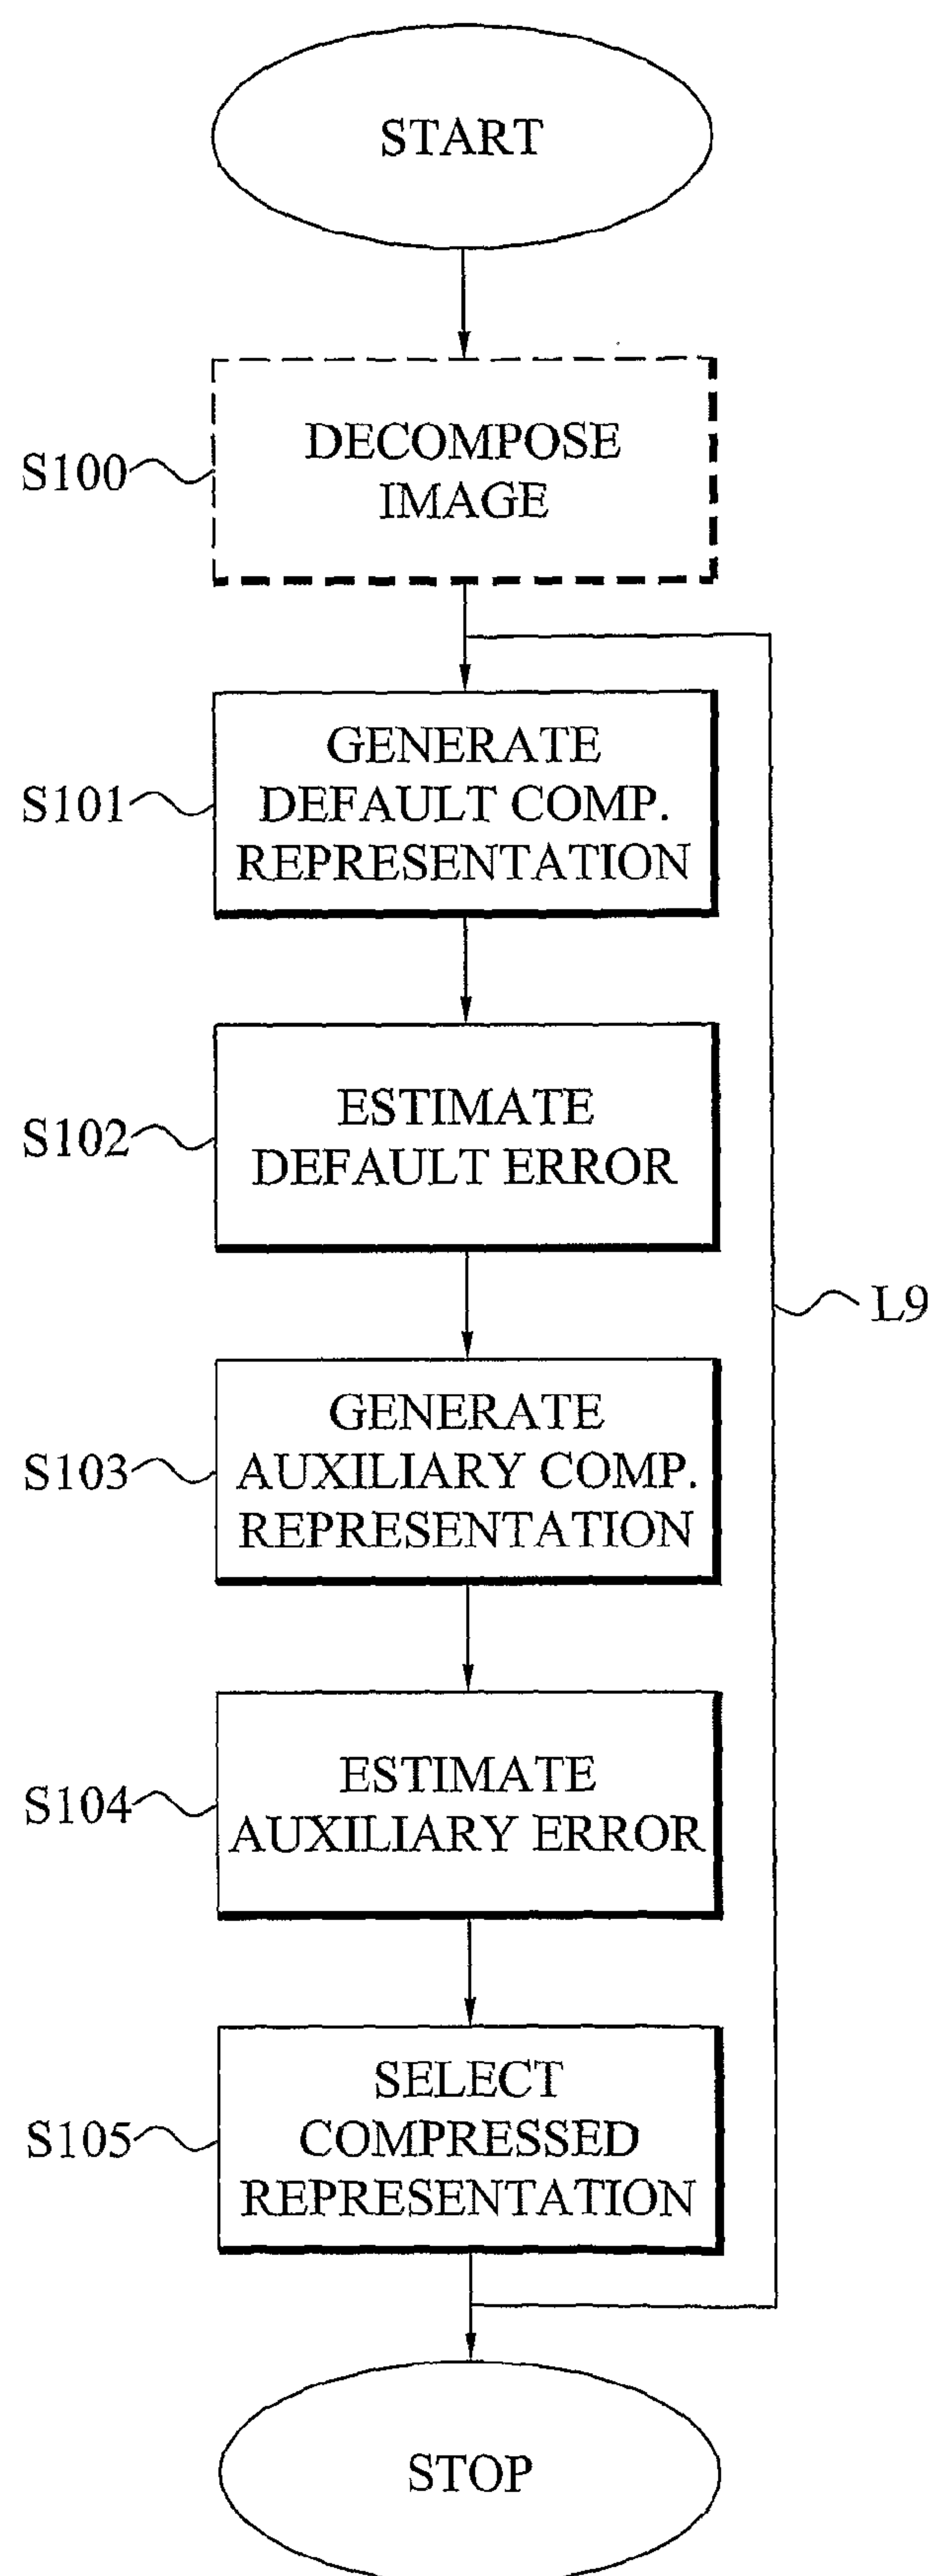 START
S100
DECOMPOSE
IMAGE
S101
GENERATE
DEFAULT COMP.
REPRESENTATION
S102
ESTIMATE
DEFAULT ERROR
L9
S103
GENERATE
AUXILIARY COMP.
REPRESENTATION
S104
ESTIMATE
AUXILIARY ERROR
S105
SELECT
COMPRESSED
REPRESENTATION
STOP